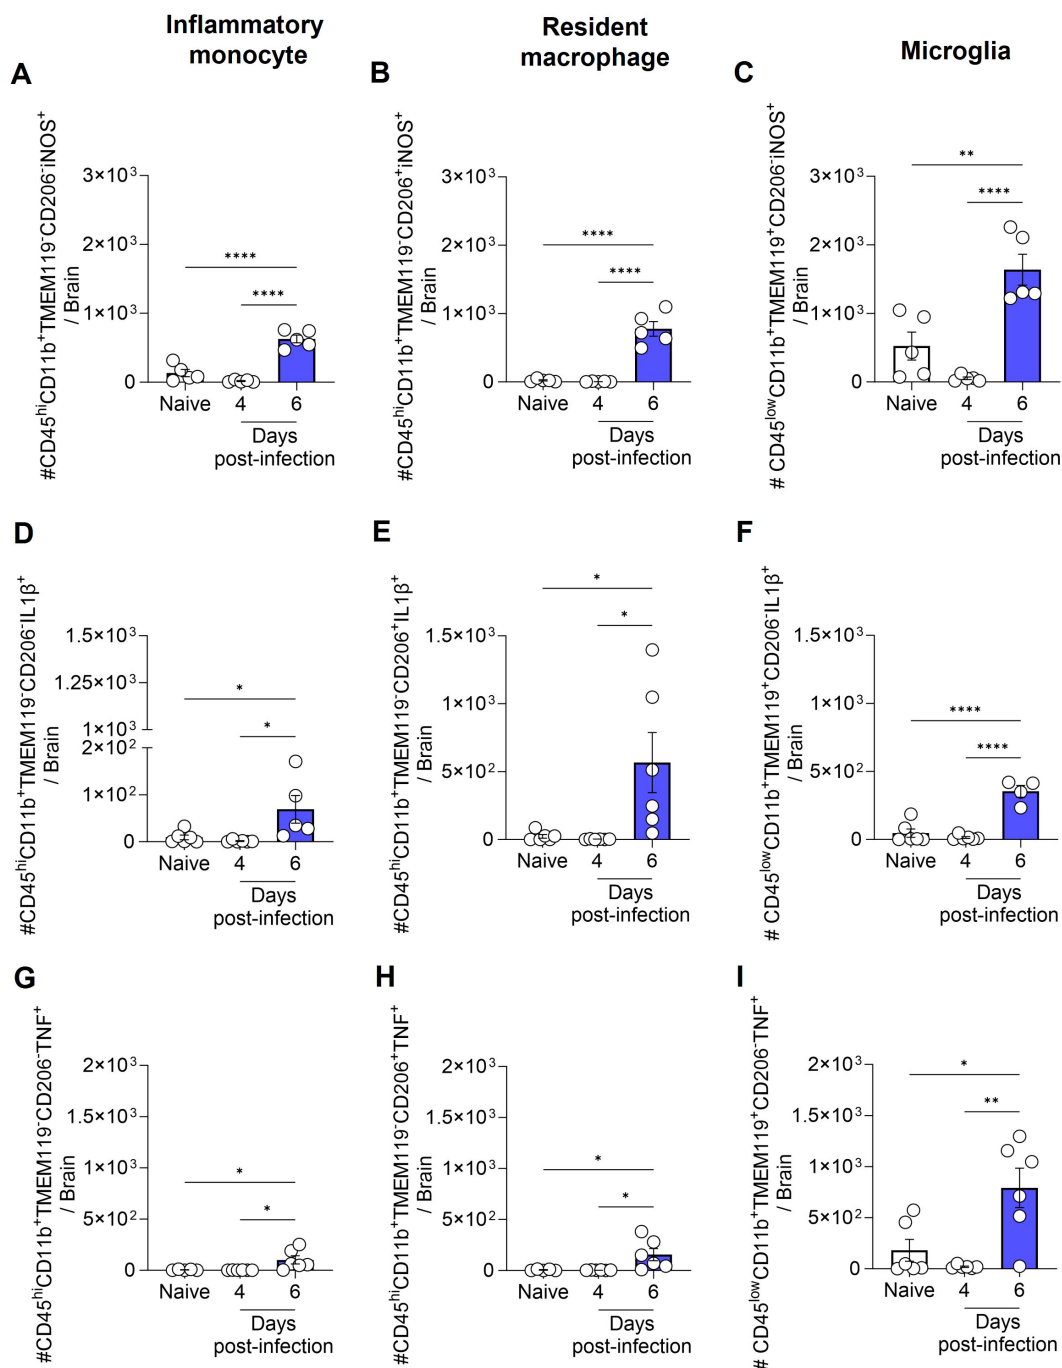 Inflammatory
monocyte
Resident
macrophage
Microglia
A
#CD45hiCD11b+TMEM119-CD206-iNOS+
/ Brain
3×10³
2×10³
1×10³
0
****
****
Naive
4
6
Days
post-infection
B
#CD45hiCD11b+TMEM119-CD206+iNOS+
/ Brain
3×10³
2×10³
1×10³
0
****
****
Naive
4
6
Days
post-infection
C
# CD45lowCD11b+TMEM119+CD206-iNOS+
/ Brain
3×10³
2×10³
1×10³
0
**
****
Naive
4
6
Days
post-infection
D
#CD45hiCD11b+TMEM119-CD206-IL1β+
/ Brain
1.5×10³
1.25×10³
1×10³
2×10²
1×10²
0
*
*
Naive
4
6
Days
post-infection
E
#CD45hiCD11b+TMEM119-CD206+IL1β+
/ Brain
1.5×10³
1×10³
5×10²
0
*
*
Naive
4
6
Days
post-infection
F
# CD45lowCD11b+TMEM119+CD206-IL1β+
/ Brain
1.5×10³
1×10³
5×10²
0
****
****
Naive
4
6
Days
post-infection
G
#CD45hiCD11b+TMEM119-CD206-TNF+
/ Brain
2×10³
1.5×10³
1×10³
5×10²
0
*
*
Naive
4
6
Days
post-infection
H
#CD45hiCD11b+TMEM119-CD206+TNF+
/ Brain
2×10³
1.5×10³
1×10³
5×10²
0
*
*
Naive
4
6
Days
post-infection
I
# CD45lowCD11b+TMEM119+CD206-TNF+
/ Brain
2×10³
1.5×10³
1×10³
5×10²
0
*
**
Naive
4
6
Days
post-infection